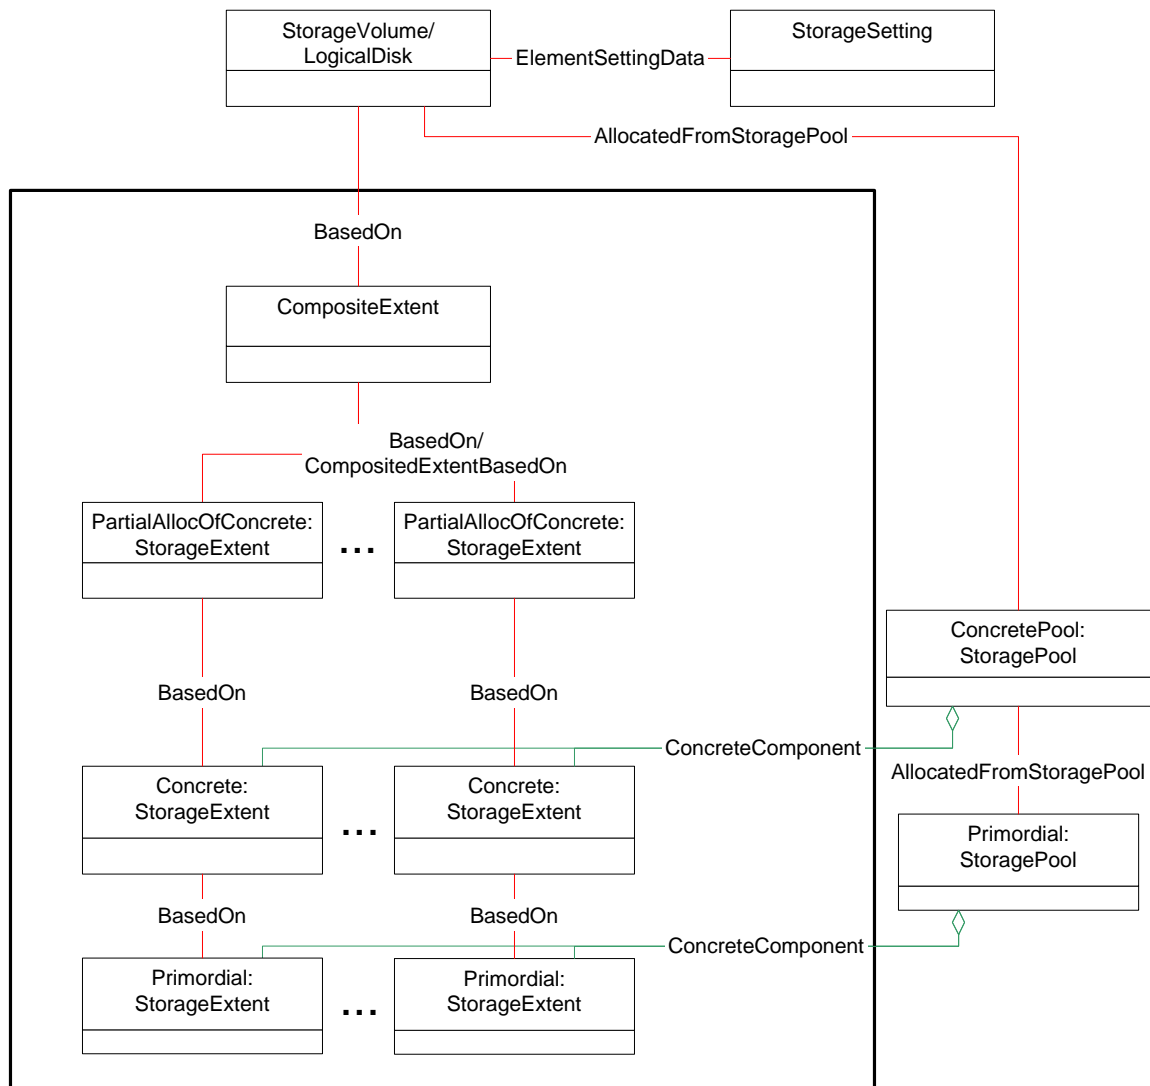 StorageVolume/
LogicalDisk
ElementSettingData
StorageSetting
AllocatedFromStoragePool
BasedOn
CompositeExtent
BasedOn/
CompositedExtentBasedOn
PartialAllocOfConcrete:
StorageExtent
...
PartialAllocOfConcrete:
StorageExtent
ConcretePool:
StoragePool
BasedOn
BasedOn
ConcreteComponent
AllocatedFromStoragePool
Concrete:
StorageExtent
...
Concrete:
StorageExtent
Primordial:
StoragePool
BasedOn
BasedOn
ConcreteComponent
Primordial:
StorageExtent
...
Primordial:
StorageExtent